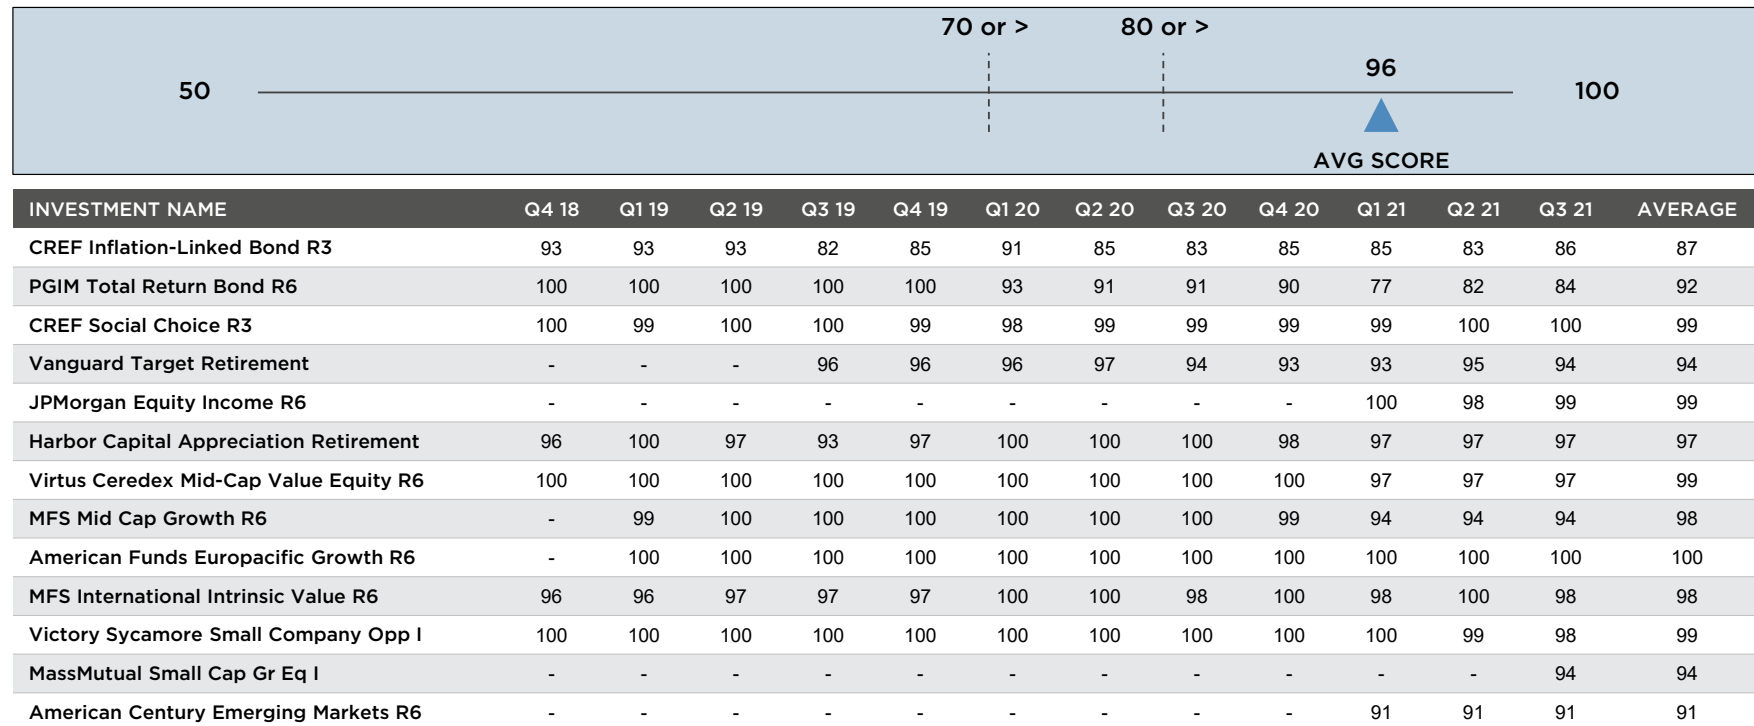 70 or > 80 or >
96
50 100
AVG SCORE
INVESTMENT NAME Q4 18 Q1 19 Q2 19 Q3 19 Q4 19 Q1 20 Q2 20 Q3 20 Q4 20 Q1 21 Q2 21 Q3 21 AVERAGE
CREF Inflation-Linked Bond R3 93 93 93 82 85 91 85 83 85 85 83 86 87
PGIM Total Return Bond R6 100 100 100 100 100 93 91 91 90 77 82 84 92
CREF Social Choice R3 100 99 100 100 99 98 99 99 99 99 100 100 99
Vanguard Target Retirement - - - 96 96 96 97 94 93 93 95 94 94
JPMorgan Equity Income R6 - - - - - - - - - 100 98 99 99
Harbor Capital Appreciation Retirement 96 100 97 93 97 100 100 100 98 97 97 97 97
Virtus Ceredex Mid-Cap Value Equity R6 100 100 100 100 100 100 100 100 100 97 97 97 99
MFS Mid Cap Growth R6 - 99 100 100 100 100 100 100 99 94 94 94 98
American Funds Europacific Growth R6 - 100 100 100 100 100 100 100 100 100 100 100 100
MFS International Intrinsic Value R6 96 96 97 97 97 100 100 98 100 98 100 98 98
Victory Sycamore Small Company Opp I 100 100 100 100 100 100 100 100 100 100 99 98 99
MassMutual Small Cap Gr Eq I - - - - - - - - - - - 94 94
American Century Emerging Markets R6 - - - - - - - - - 91 91 91 91